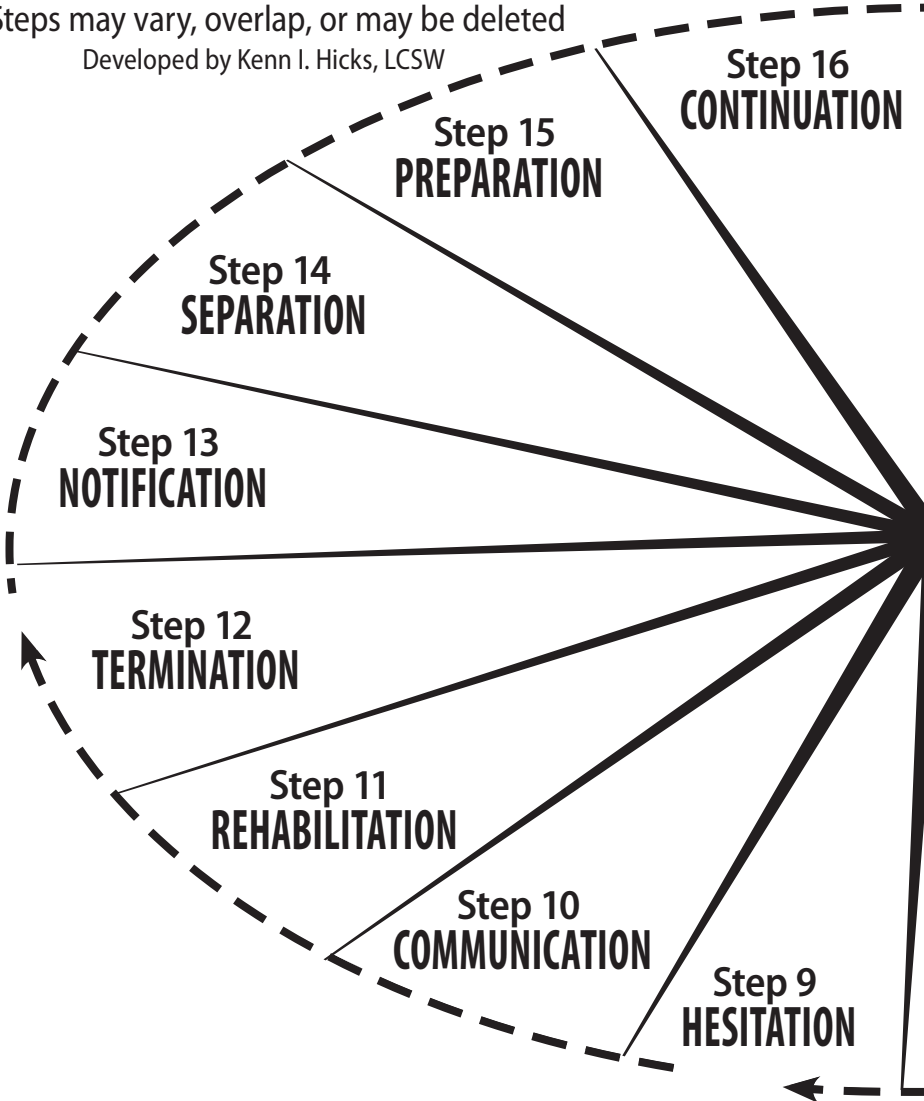 Steps may vary, overlap, or may be deleted
Developed by Kenn I. Hicks, LCSW
Step 16
CONTINUATION
Step 15
PREPARATION
Step 14
SEPARATION
Step 13
NOTIFICATION
Step 12
TERMINATION
Step 11
REHABILITATION
Step 10
COMMUNICATION
Step 9
HESITATION